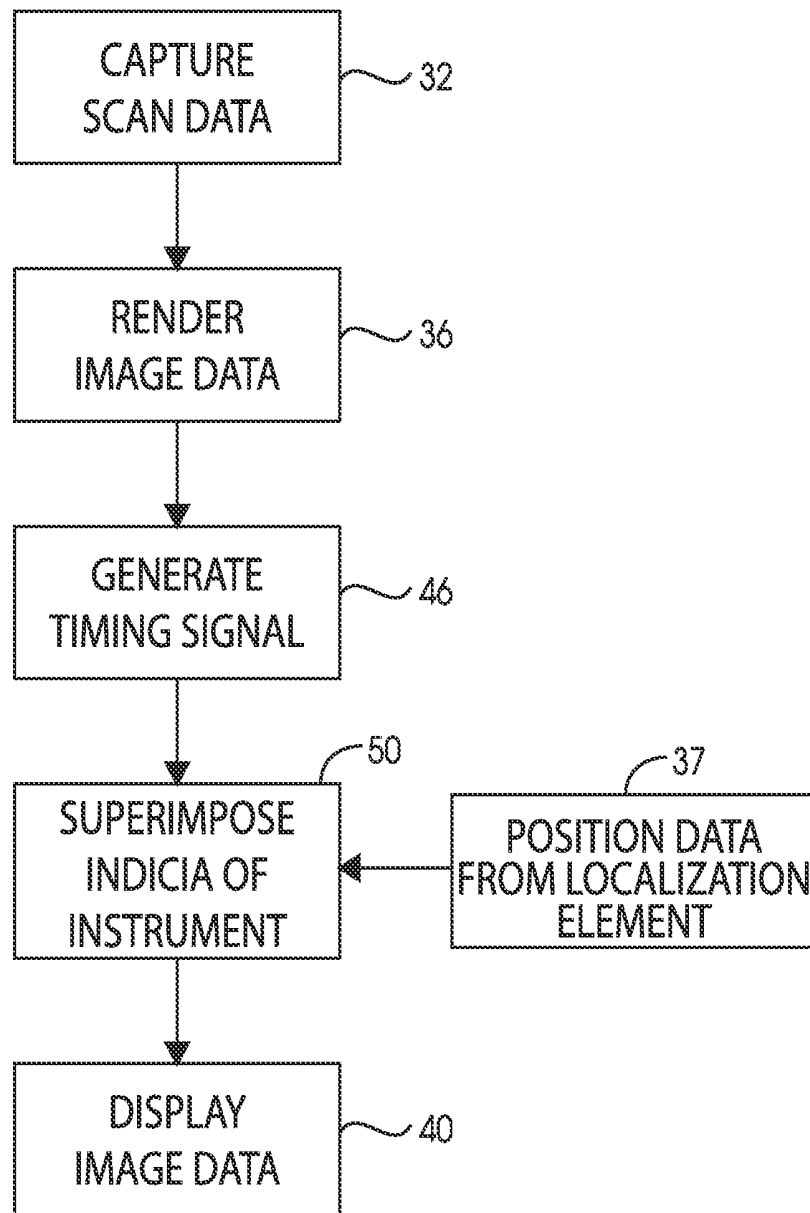 CAPTURE
SCAN DATA
32
RENDER
IMAGE DATA
36
GENERATE
TIMING SIGNAL
46
50
SUPERIMPOSE
INDICIA OF
INSTRUMENT
37
POSITION DATA
FROM LOCALIZATION
ELEMENT
DISPLAY
IMAGE DATA
40